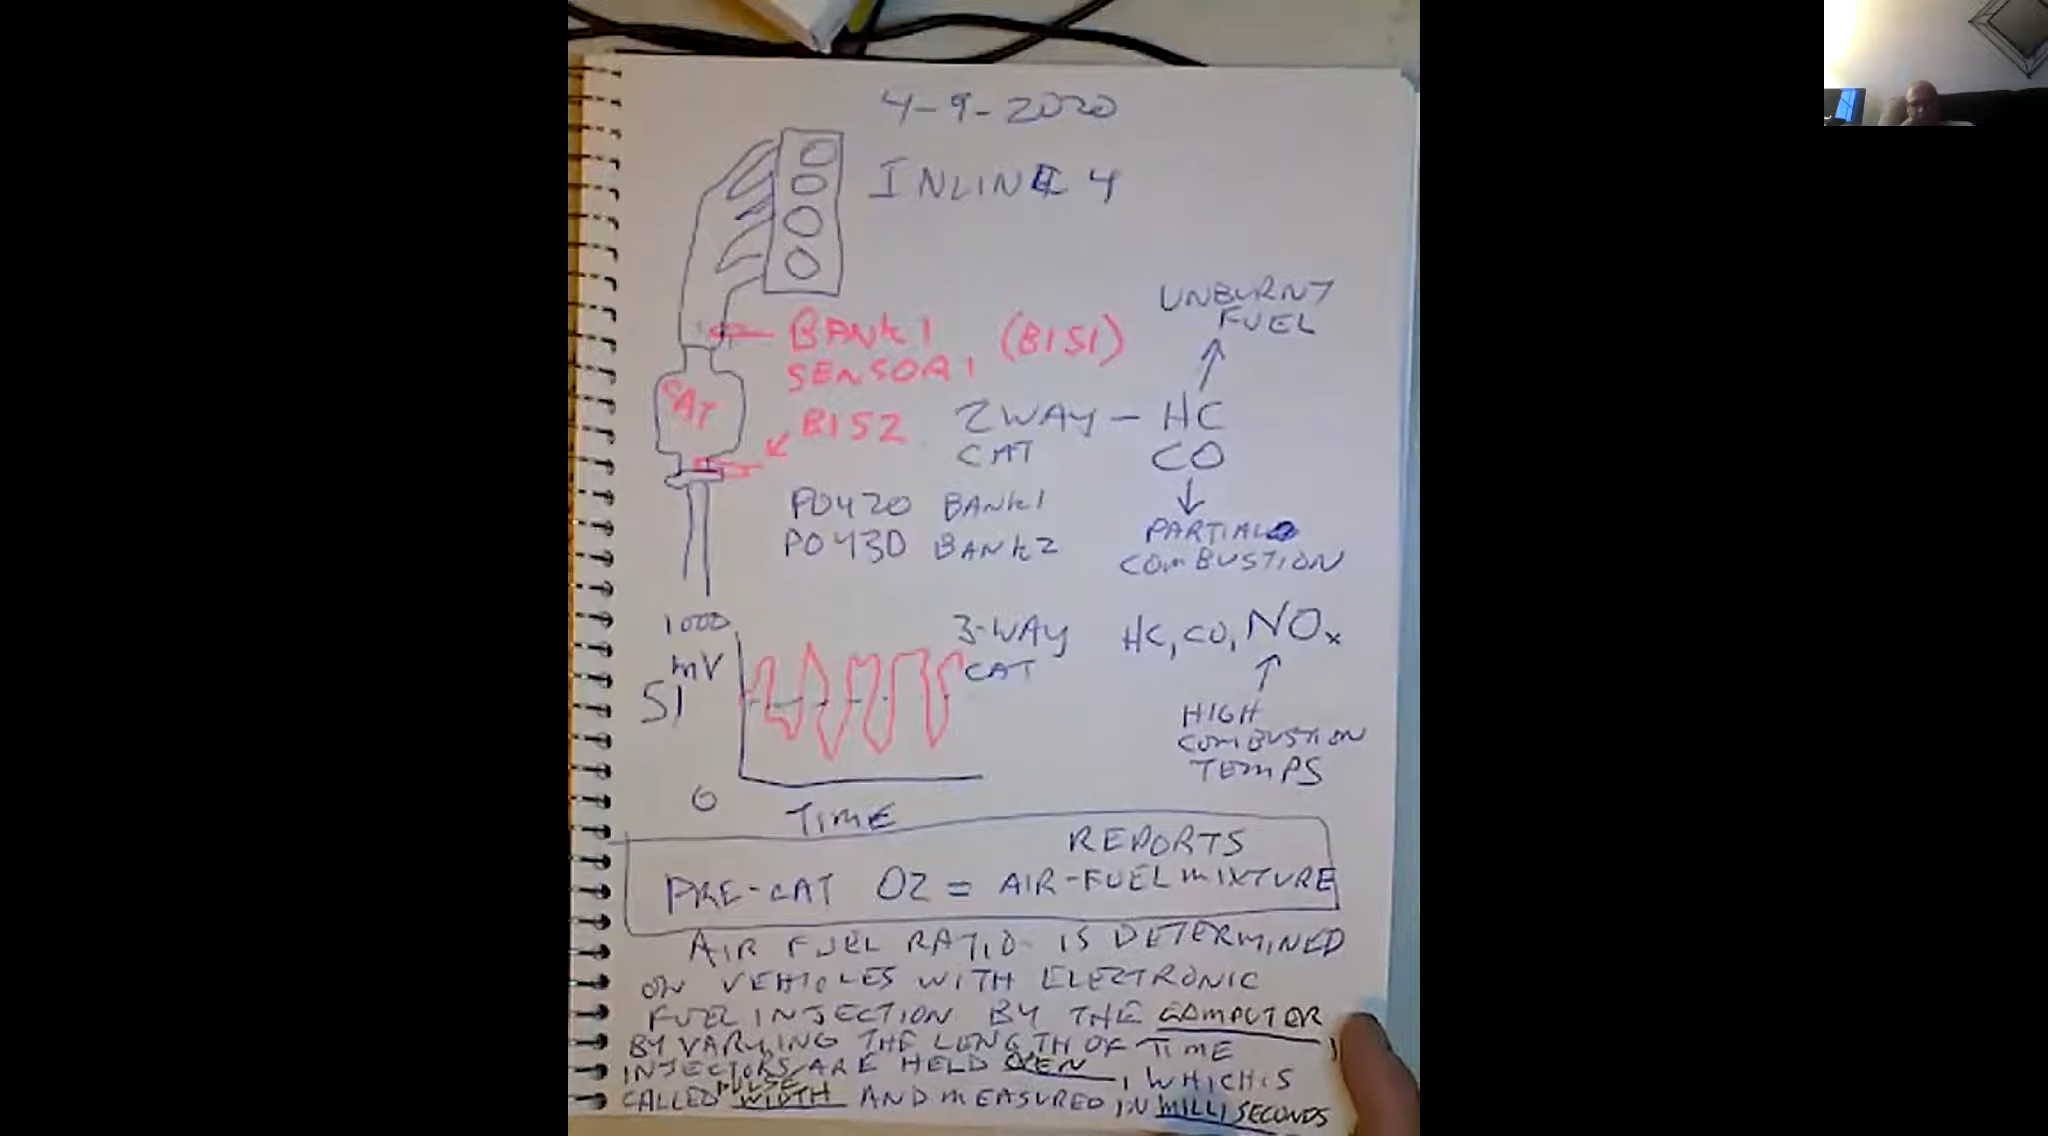 4-9-2020
INLINE 4
UNBURNT
FUEL
BANK 1
SENSOR 1
(B1S1)
CAT
B1S2
2 WAY - HC
CAT CO
P0420 BANK 1
P0430 BANK 2
PARTIAL
COMBUSTION
1000
mV
S1
0
TIME
3-WAY
CAT
HC, CO, NOx
HIGH
COMBUSTION
TEMPS
REPORTS
PRE-CAT O2 = AIR-FUEL MIXTURE
AIR FUEL RATIO IS DETERMINED
ON VEHICLES WITH ELECTRONIC
FUEL INJECTION BY THE COMPUTER,
BY VARYING THE LENGTH OF TIME
INJECTORS ARE HELD OPEN, WHICH IS
CALLED PULSE WIDTH AND MEASURED IN MILLISECONDS